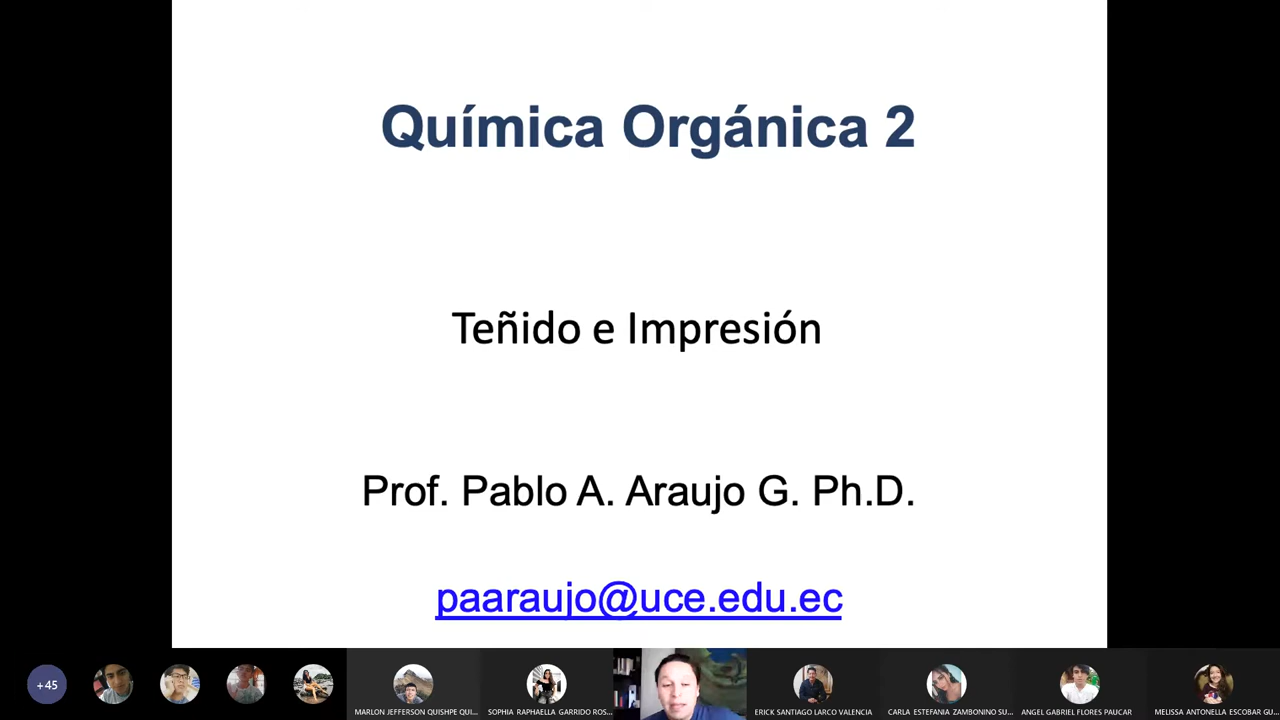 Química Orgánica 2
Teñido e Impresión
Prof. Pablo A. Araujo G. Ph.D.
paaraujo@uce.edu.ec
+45
MARLON JEFFERSON QUISHPE QUI...
SOPHIA RAPHAELLA GARRIDO ROS...
ERICK SANTIAGO LARCO VALENCIA
CARLA ESTEFANIA ZAMBONINO SU...
ANGEL GABRIEL FLORES PAUCAR
MELISSA ANTONELLA ESCOBAR GU...